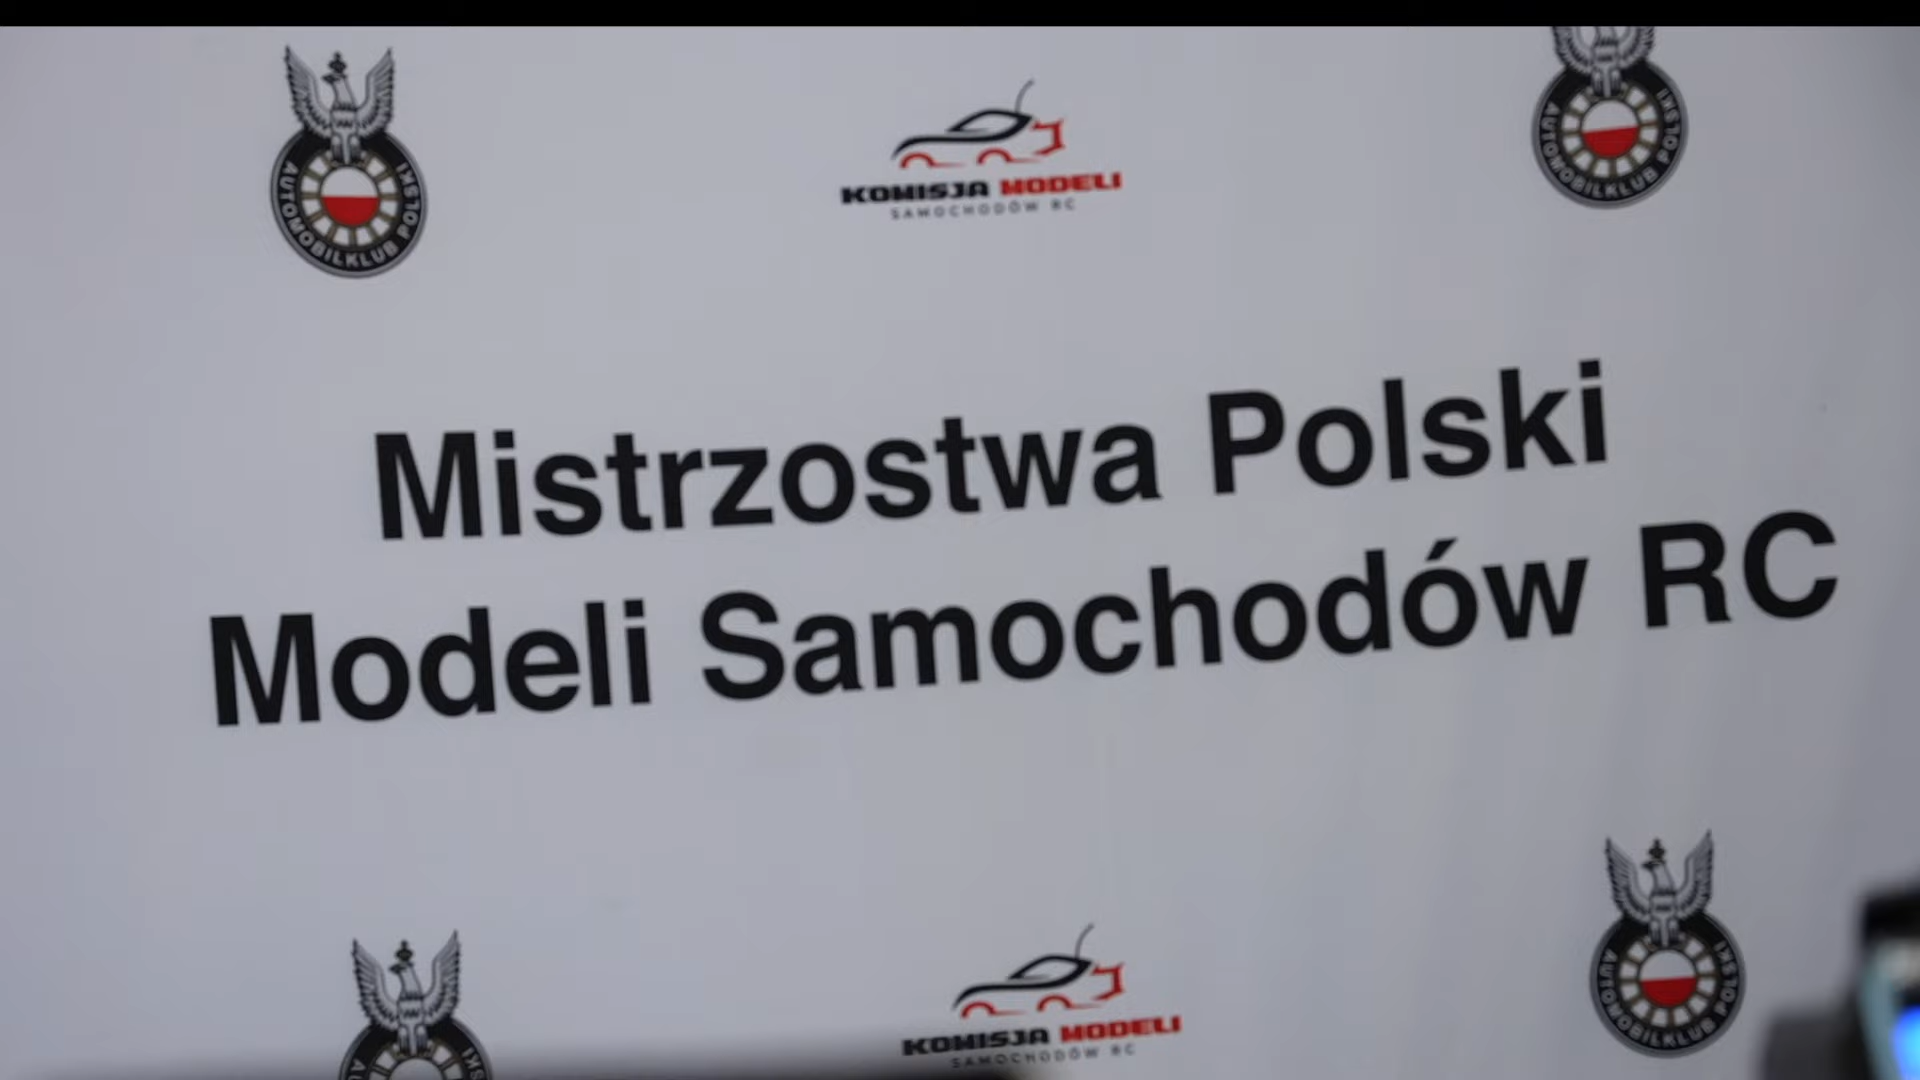 AUTOMOBILKLUB POLSKI
KOMISJA MODELI
SAMOCHODÓW RC
AUTOMOBILKLUB POLSKI
Mistrzostwa Polski
Modeli Samochodów RC
KOMISJA MODELI
SAMOCHODÓW RC
AUTOMOBILKLUB POLSKI